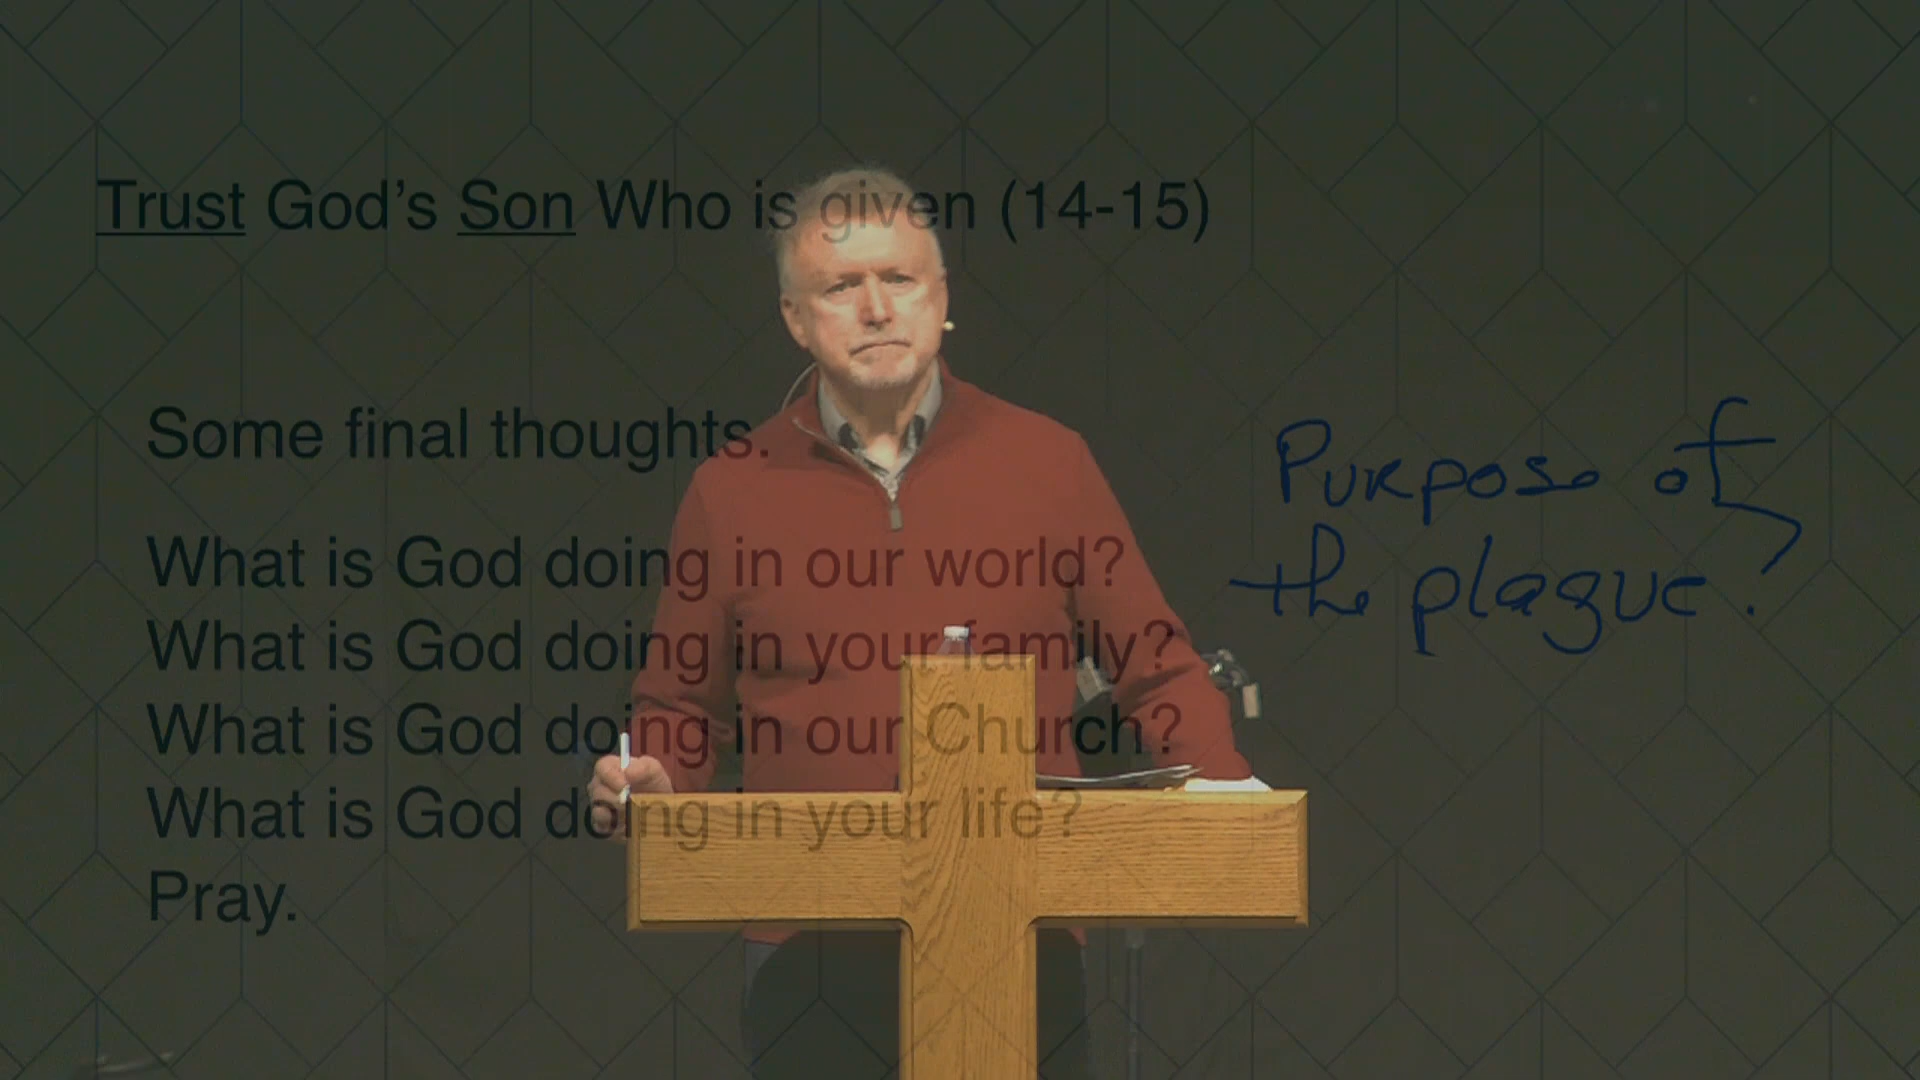 Trust God's Son Who is given (14-15)
Some final thoughts.
Purpose of
the plague?
What is God doing in our world?
What is God doing in your family?
What is God doing in our Church?
What is God doing in your life?
Pray.